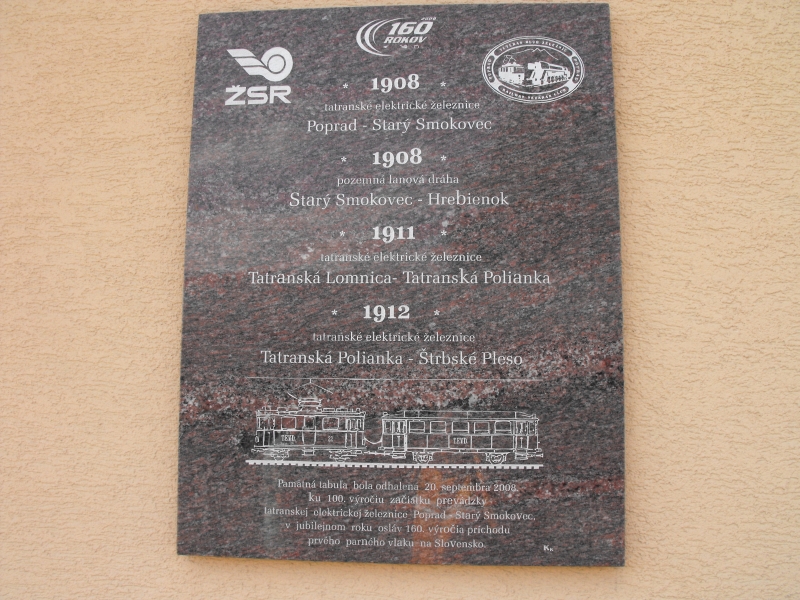 2008
160
ROKOV
ŽSR
* 1908 *
tatranské elektrické železnice
Poprad - Starý Smokovec
* 1908 *
pozemná lanová dráha
Starý Smokovec - Hrebienok
* 1911 *
tatranské elektrické železnice
Tatranská Lomnica- Tatranská Polianka
* 1912 *
tatranské elektrické železnice
Tatranská Polianka - Štrbské Pleso
T.E.V.D. 22 T.E.V.D.
Pamätná tabuľa bola odhalená 20. septembra 2008,
ku 100. výročiu začiatku prevádzky
tatranskej elektrickej železnice Poprad - Starý Smokovec,
v jubilejnom roku osláv 160. výročia príchodu
prvého parného vlaku na Slovensko.